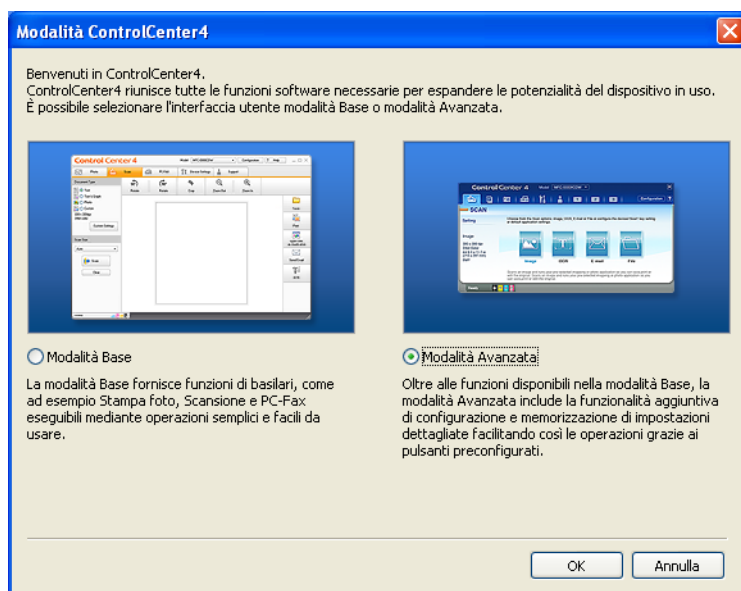 Modalità ControlCenter4
Benvenuti in ControlCenter4.
ControlCenter4 riunisce tutte le funzioni software necessarie per espandere le potenzialità del dispositivo in uso.
È possibile selezionare l'interfaccia utente modalità Base o modalità Avanzata.
Control Center 4
Control Center 4
SCAN
Image
OCR
E-mail
File
Modalità Base
La modalità Base fornisce funzioni di basilari, come
ad esempio Stampa foto, Scansione e PC-Fax
eseguibili mediante operazioni semplici e facili da
usare.
Modalità Avanzata
Oltre alle funzioni disponibili nella modalità Base, la
modalità Avanzata include la funzionalità aggiuntiva
di configurazione e memorizzazione di impostazioni
dettagliate facilitando così le operazioni grazie ai
pulsanti preconfigurati.
OK
Annulla